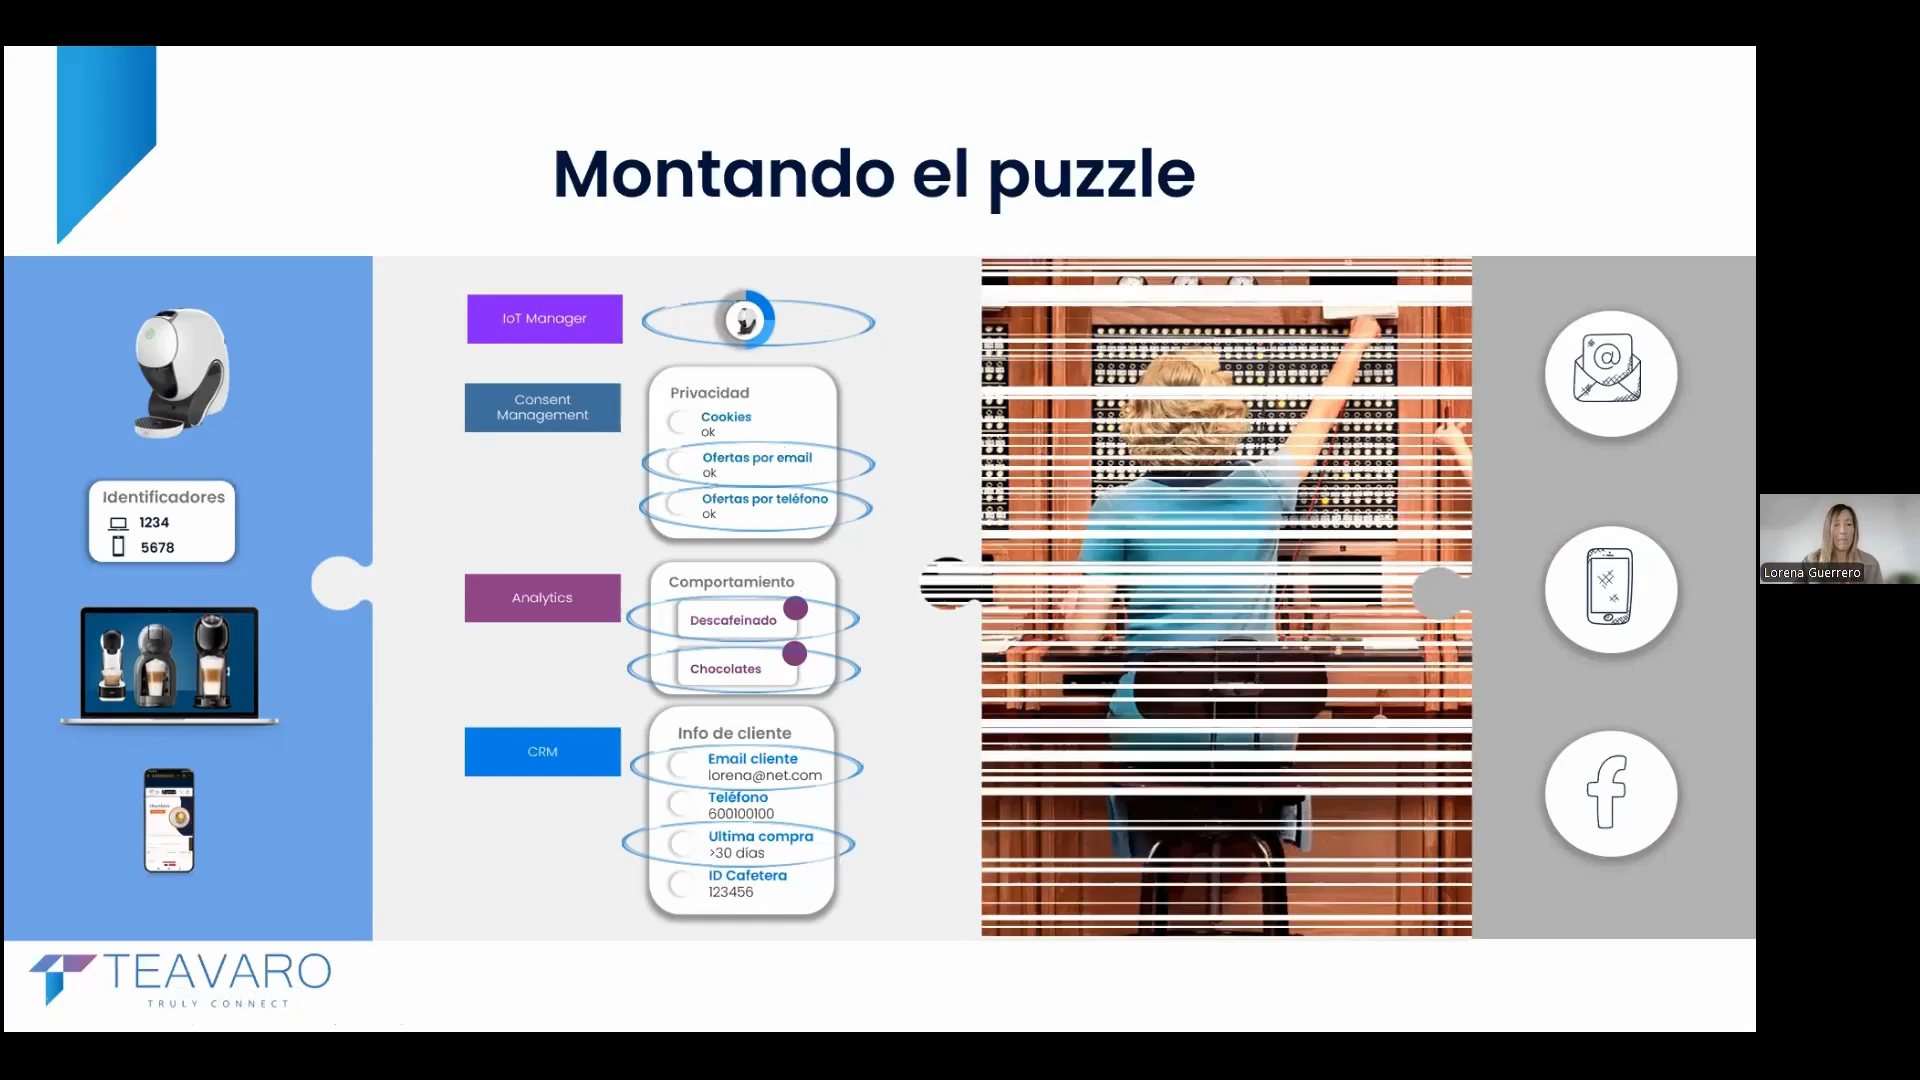 Montando el puzzle
Identificadores
1234
5678
IoT Manager
Consent
Management
Privacidad
Cookies
ok
Ofertas por email
ok
Ofertas por teléfono
ok
Analytics
Comportamiento
Descafeinado
Chocolates
CRM
Info de cliente
Email cliente
lorena@net.com
Teléfono
600100100
Ultima compra
>30 días
ID Cafetera
123456
@
f
TEAVARO
TRULY CONNECT
Lorena Guerrero